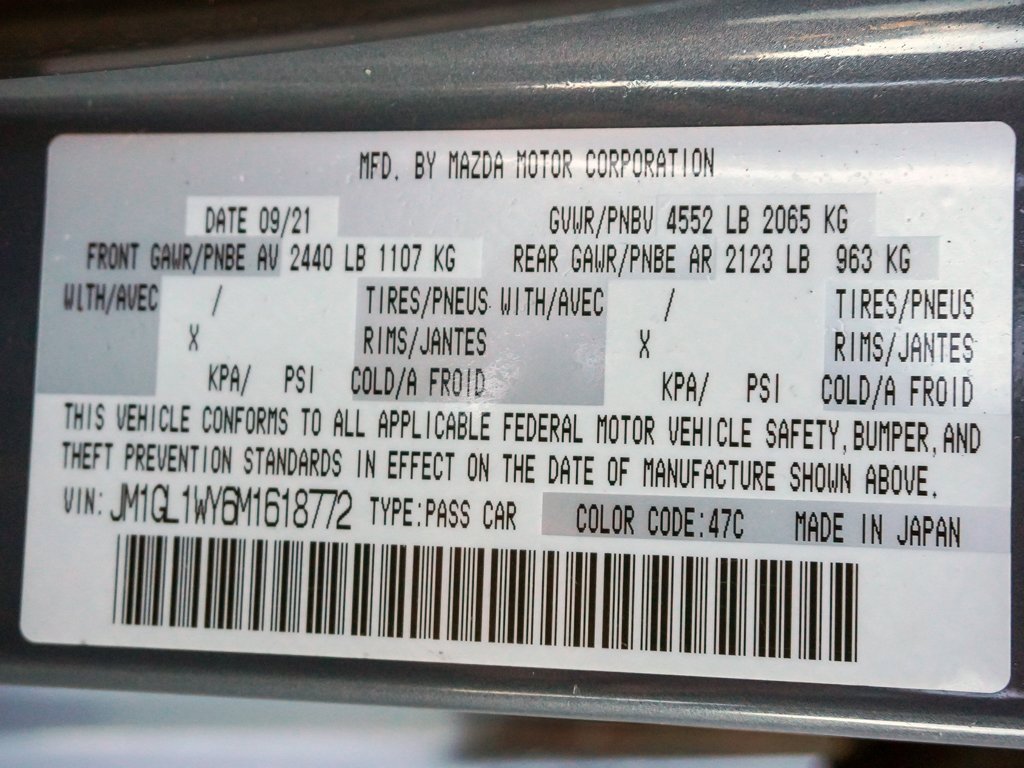 MFD. BY MAZDA MOTOR CORPORATION
DATE 09/21 GVWR/PNBV 4552 LB 2065 KG
FRONT GAWR/PNBE AV 2440 LB 1107 KG REAR GAWR/PNBE AR 2123 LB 963 KG
WITH/AVEC / TIRES/PNEUS WITH/AVEC / TIRES/PNEUS
X RIMS/JANTES X RIMS/JANTES
KPA/ PSI COLD/A FROID KPA/ PSI COLD/A FROID
THIS VEHICLE CONFORMS TO ALL APPLICABLE FEDERAL MOTOR VEHICLE SAFETY, BUMPER, AND
THEFT PREVENTION STANDARDS IN EFFECT ON THE DATE OF MANUFACTURE SHOWN ABOVE.
VIN: JM1GL1WY6M1618772 TYPE:PASS CAR COLOR CODE:47C MADE IN JAPAN